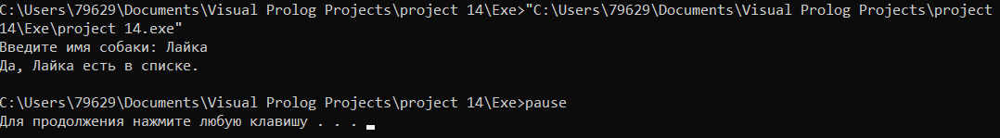 C:\Users\79629\Documents\Visual Prolog Projects\project 14\Exe>"C:\Users\79629\Documents\Visual Prolog Projects\project
14\Exe\project 14.exe"
Введите имя собаки: Лайка
Да, Лайка есть в списке.
C:\Users\79629\Documents\Visual Prolog Projects\project 14\Exe>pause
Для продолжения нажмите любую клавишу . . .